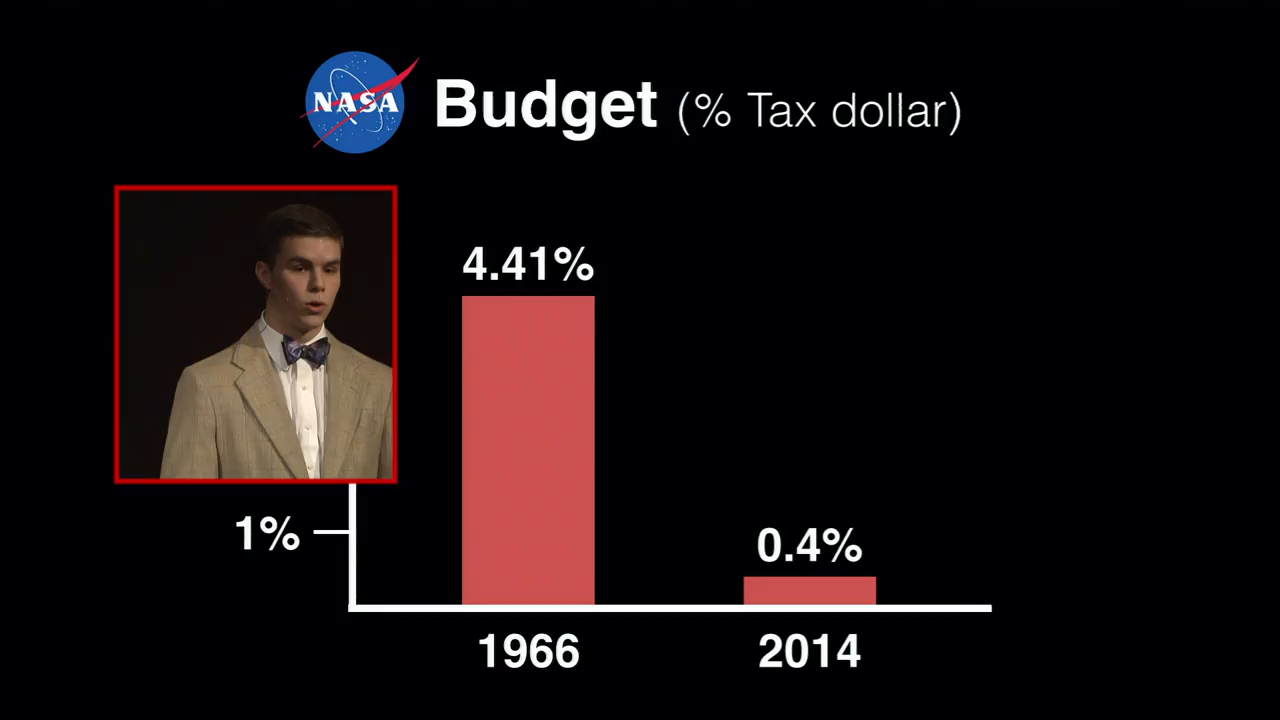 NASA Budget (% Tax dollar)
4.41%
1%
0.4%
1966 2014